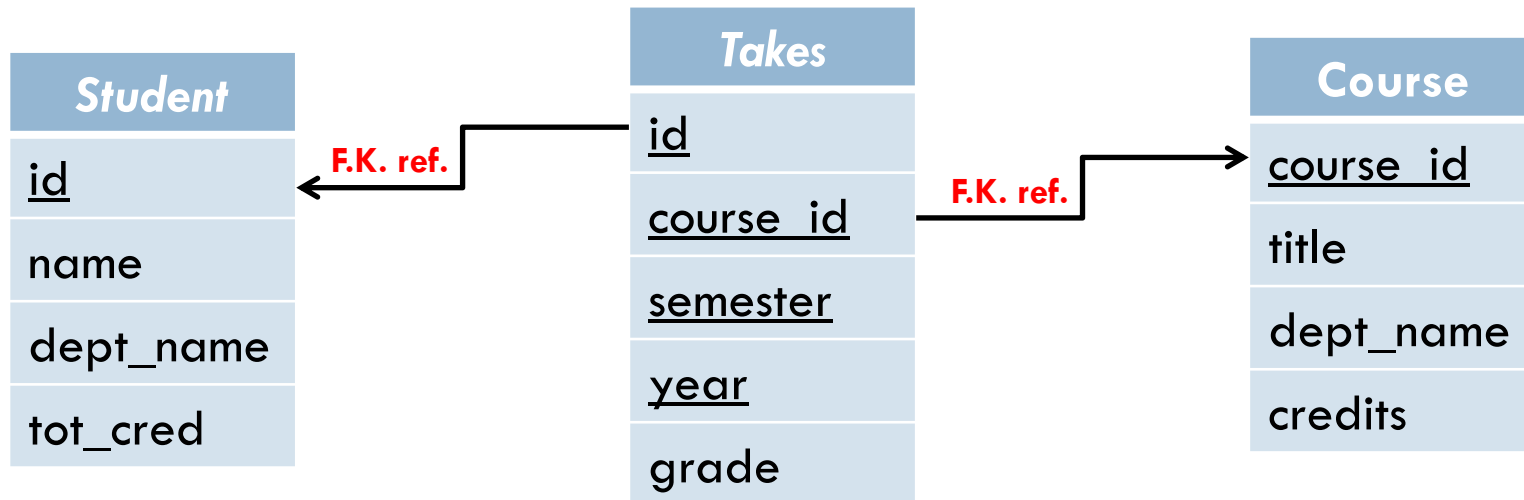 Student
id
name
dept_name
tot_cred
F.K. ref.
Takes
id
course_id
semester
year
grade
F.K. ref.
Course
course_id
title
dept_name
credits